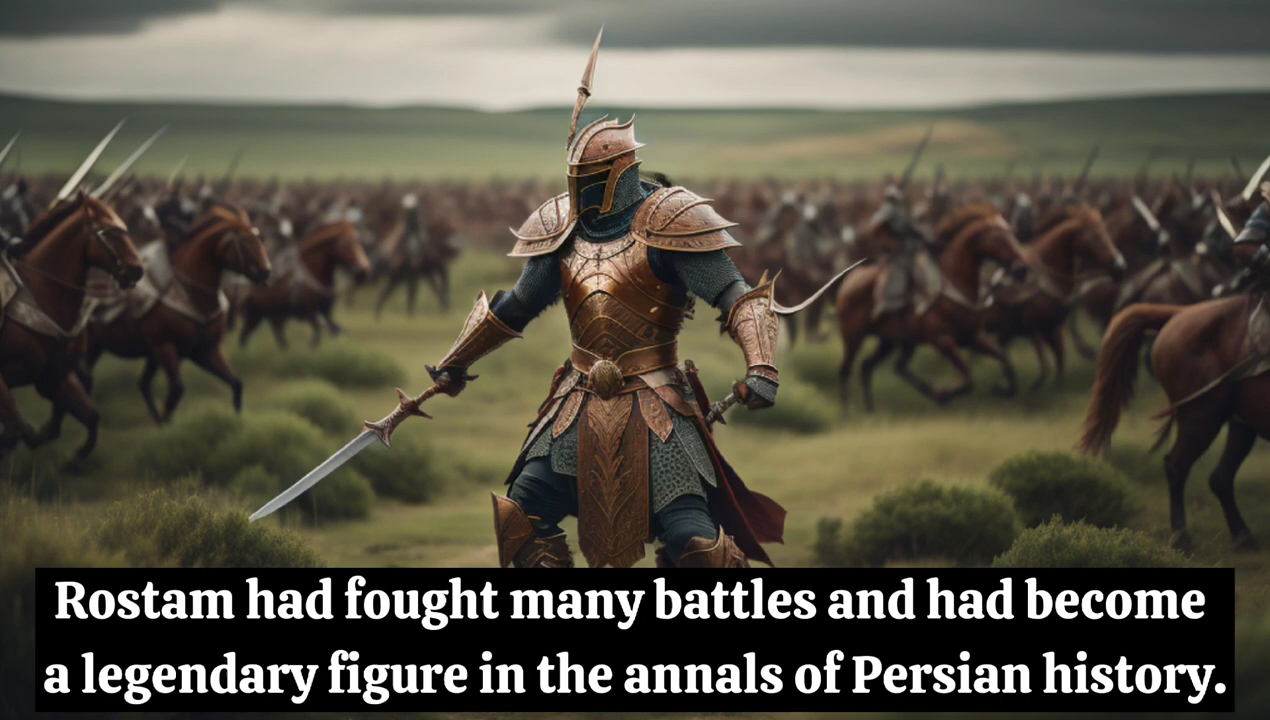 Rostam had fought many battles and had become
a legendary figure in the annals of Persian history.